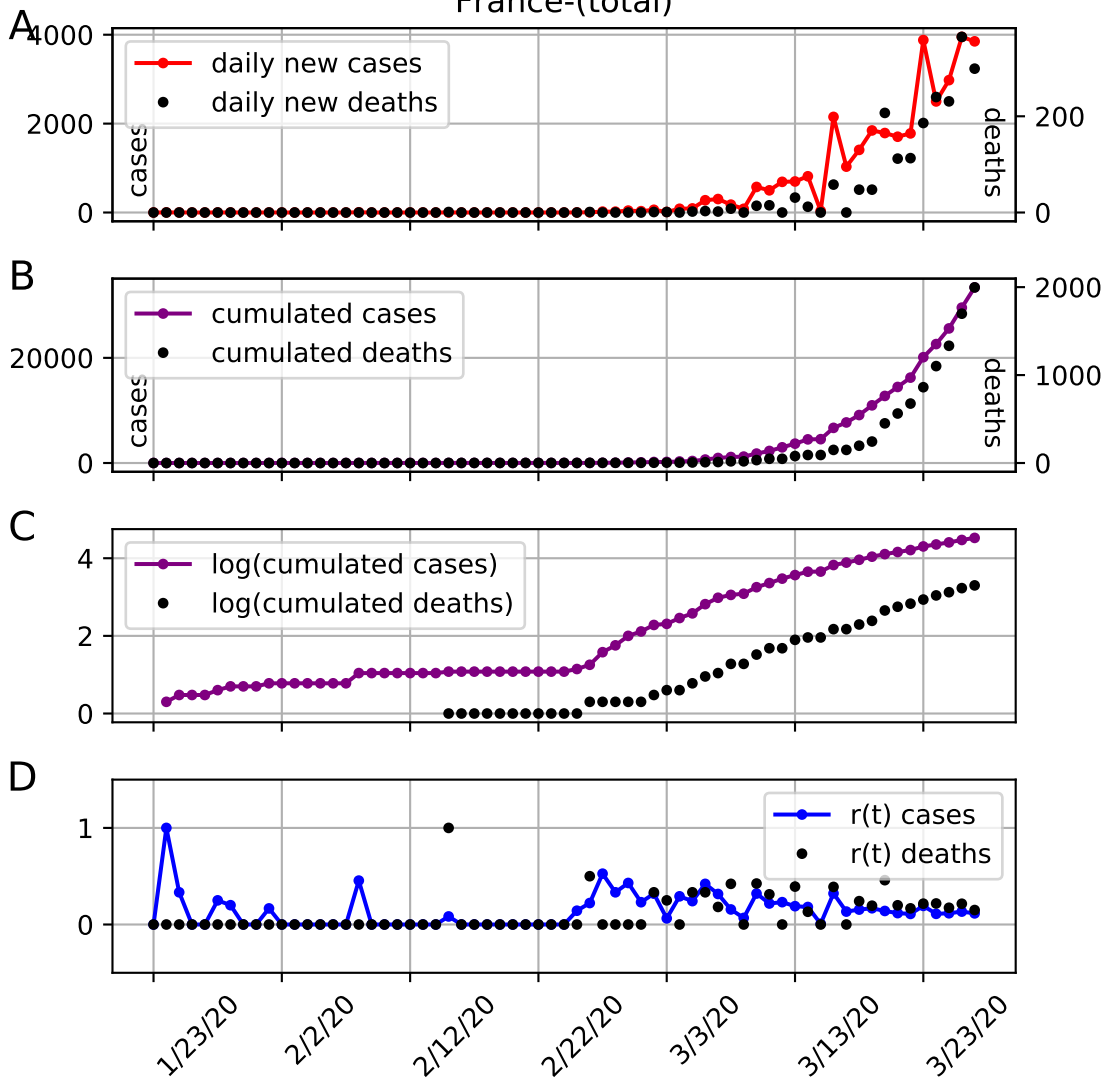 France-(total)
A
4000
2000
0
cases
daily new cases
daily new deaths
200
0
deaths
B
20000
0
cases
cumulated cases
cumulated deaths
2000
1000
0
deaths
C
4
2
0
log(cumulated cases)
log(cumulated deaths)
D
1
0
r(t) cases
r(t) deaths
1/23/20
2/2/20
2/12/20
2/22/20
3/3/20
3/13/20
3/23/20